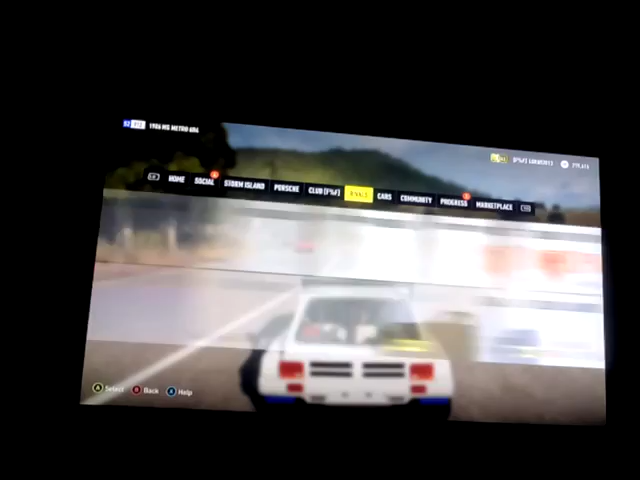 1986 MG METRO 6R4
HOME SOCIAL STORM ISLAND PORSCHE CLUB CARS COMMUNITY PROGRESS MARKETPLACE
A Select B Back X Help